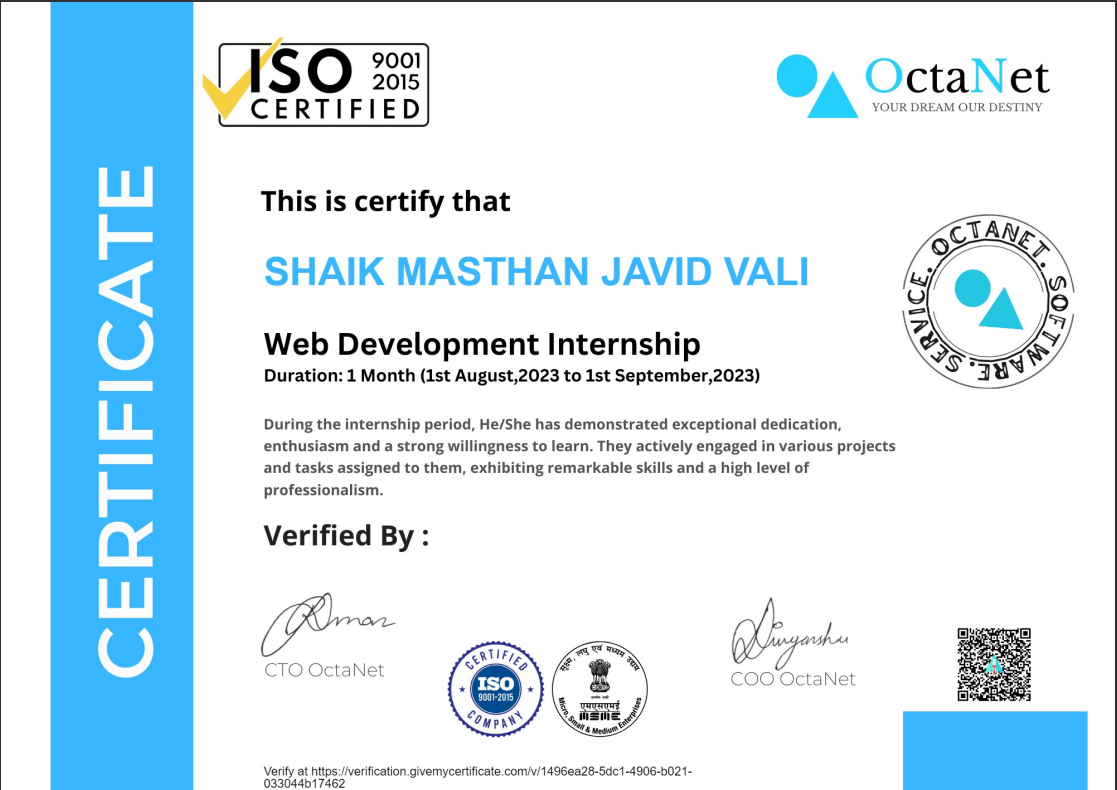 CERTIFICATE
ISO 9001
2015
CERTIFIED
OctaNet
YOUR DREAM OUR DESTINY
This is certify that
SHAIK MASTHAN JAVID VALI
OCTANET. SOFTWARE. SERVICE.
Web Development Internship
Duration: 1 Month (1st August,2023 to 1st September,2023)
During the internship period, He/She has demonstrated exceptional dedication,
enthusiasm and a strong willingness to learn. They actively engaged in various projects
and tasks assigned to them, exhibiting remarkable skills and a high level of
professionalism.
Verified By :
CTO OctaNet
CERTIFIED
ISO
9001-2015
COMPANY
सूक्ष्म, लघु एवं मध्यम उद्यम
एमएसएमई
MSME
Micro, Small & Medium Enterprises
Divyanshu
COO OctaNet
Verify at https://verification.givemycertificate.com/v/1496ea28-5dc1-4906-b021-
033044b17462